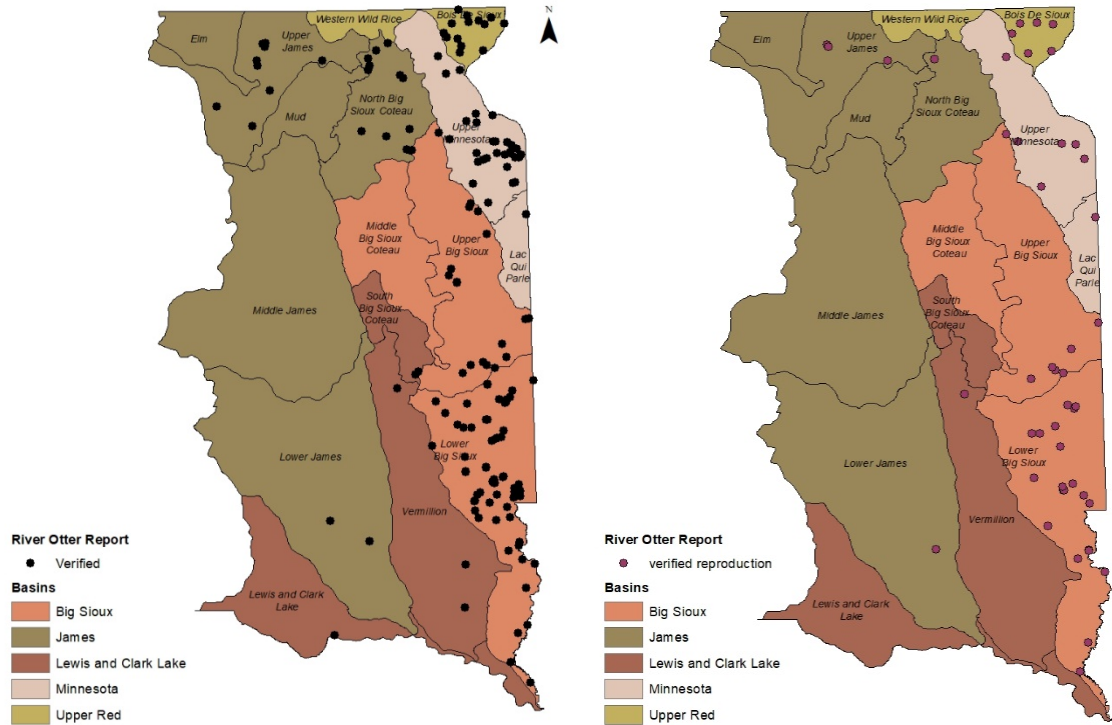 N
Western Wild Rice
Bois De Sioux
Elm
Upper
James
North Big
Sioux Coteau
Mud
Upper
Minnesota
Middle
Big Sioux
Coteau
Upper
Big Sioux
Lac
Qui
Parle
South
Big Sioux
Coteau
Middle James
Lower James
Lower
Big Sioux
Vermillion
Lewis and Clark
Lake
River Otter Report
Verified
Basins
Big Sioux
James
Lewis and Clark Lake
Minnesota
Upper Red
Western Wild Rice
Bois De Sioux
Elm
Upper
James
North Big
Sioux Coteau
Mud
Upper
Minnesota
Middle
Big Sioux
Coteau
Upper
Big Sioux
Lac
Qui
Parle
South
Big Sioux
Coteau
Middle James
Lower James
Lower
Big Sioux
Vermillion
Lewis and Clark
Lake
River Otter Report
verified reproduction
Basins
Big Sioux
James
Lewis and Clark Lake
Minnesota
Upper Red